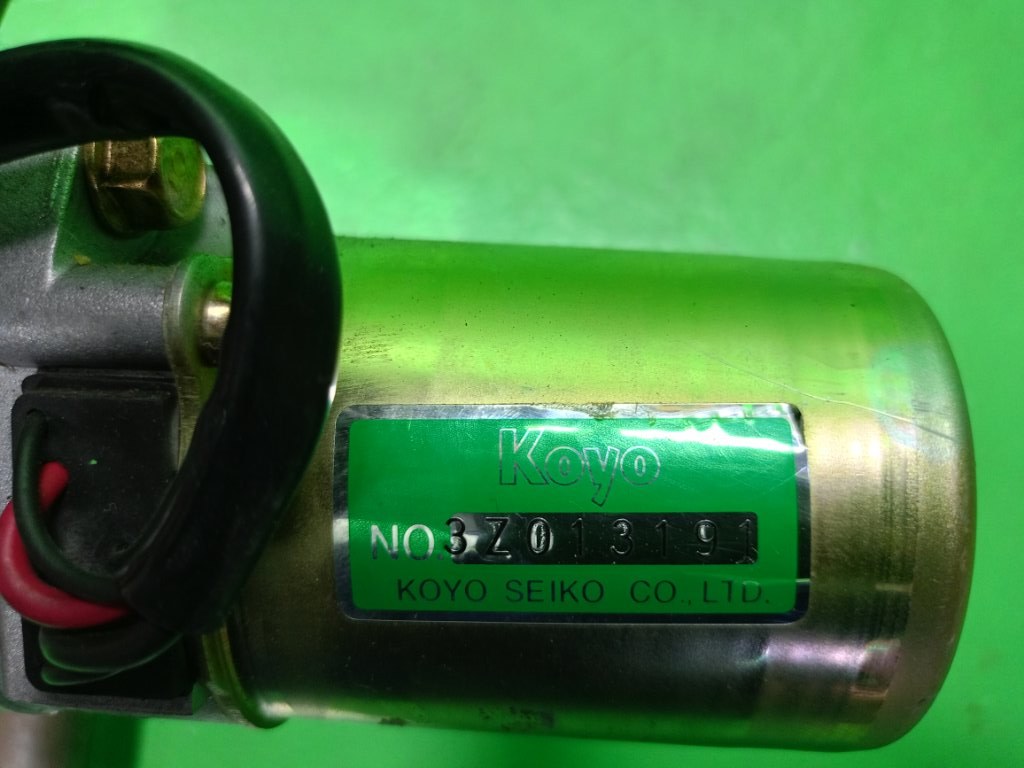 Koyo
NO.3Z013191
KOYO SEIKO CO., LTD.